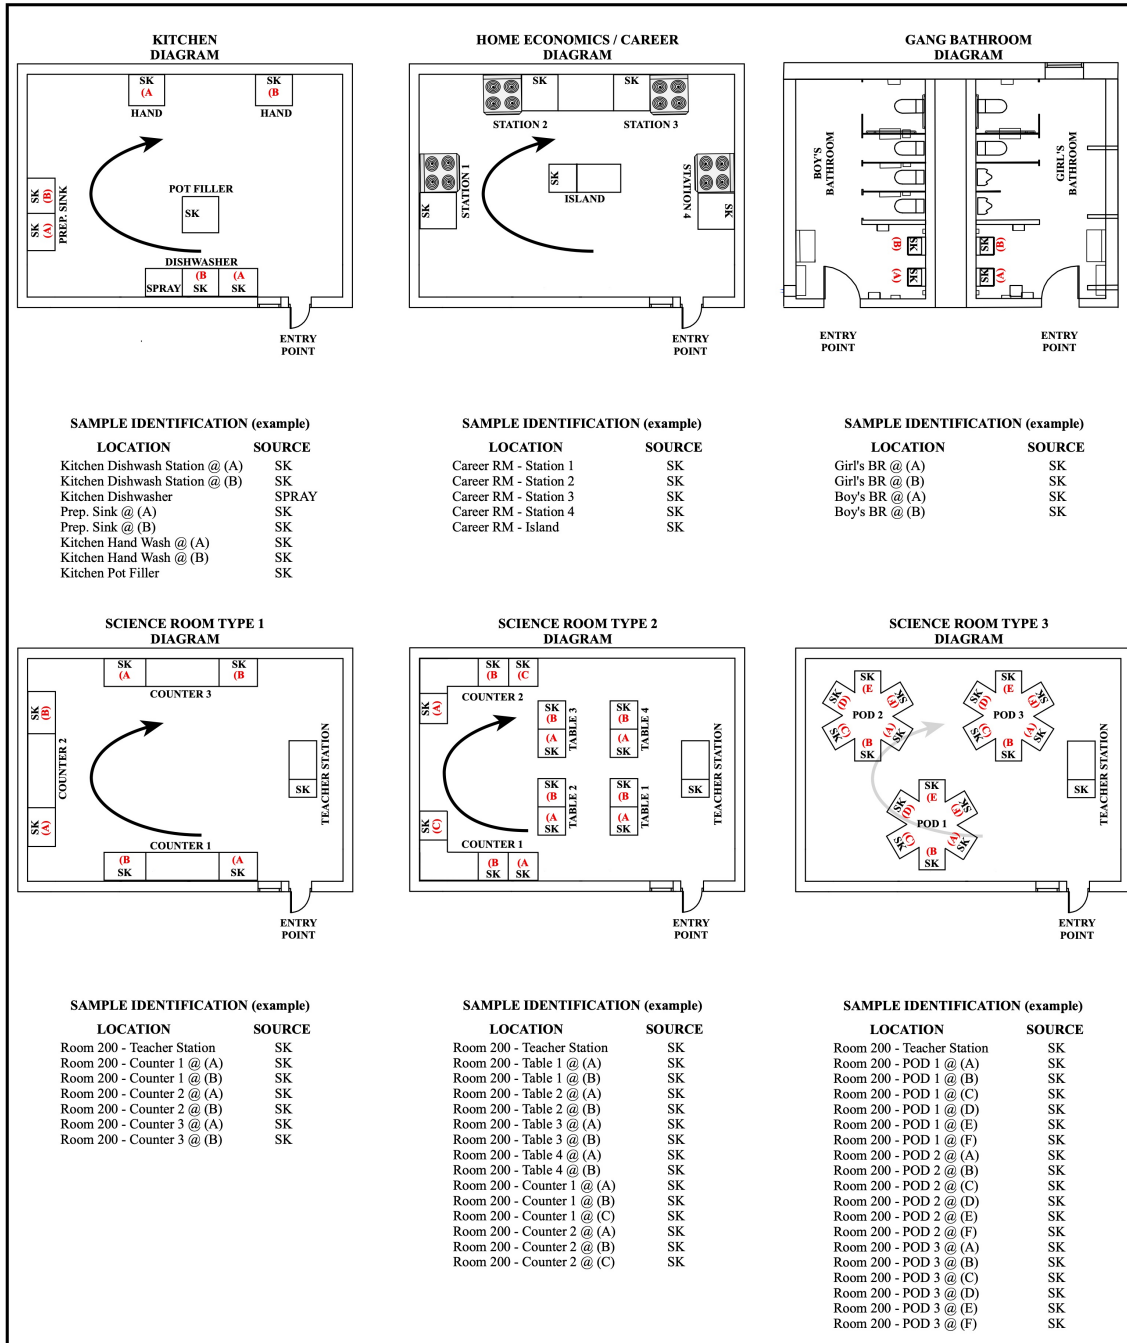 KITCHEN
DIAGRAM
SK
(A
HAND
SK
(B
HAND
SK
(B)
SK
(A)
PREP. SINK
POT FILLER
SK
DISHWASHER
SPRAY
(B
SK
(A
SK
ENTRY
POINT
SAMPLE IDENTIFICATION (example)
LOCATION SOURCE
Kitchen Dishwash Station @ (A) SK
Kitchen Dishwash Station @ (B) SK
Kitchen Dishwasher SPRAY
Prep. Sink @ (A) SK
Prep. Sink @ (B) SK
Kitchen Hand Wash @ (A) SK
Kitchen Hand Wash @ (B) SK
Kitchen Pot Filler SK
HOME ECONOMICS / CAREER
DIAGRAM
SK
STATION 2
SK
STATION 3
SK
STATION 1
SK
ISLAND
STATION 4
SK
ENTRY
POINT
SAMPLE IDENTIFICATION (example)
LOCATION SOURCE
Career RM - Station 1 SK
Career RM - Station 2 SK
Career RM - Station 3 SK
Career RM - Station 4 SK
Career RM - Island SK
GANG BATHROOM
DIAGRAM
BOY'S
BATHROOM
GIRL'S
BATHROOM
(B)
SK
SK
(B)
(A)
SK
SK
(A)
ENTRY
POINT
ENTRY
POINT
SAMPLE IDENTIFICATION (example)
LOCATION SOURCE
Girl's BR @ (A) SK
Girl's BR @ (B) SK
Boy's BR @ (A) SK
Boy's BR @ (B) SK
SCIENCE ROOM TYPE 1
DIAGRAM
SK
(A
SK
(B
COUNTER 3
SK
(B)
COUNTER 2
SK
(A)
TEACHER STATION
SK
COUNTER 1
(B
SK
(A
SK
ENTRY
POINT
SAMPLE IDENTIFICATION (example)
LOCATION SOURCE
Room 200 - Teacher Station SK
Room 200 - Counter 1 @ (A) SK
Room 200 - Counter 1 @ (B) SK
Room 200 - Counter 2 @ (A) SK
Room 200 - Counter 2 @ (B) SK
Room 200 - Counter 3 @ (A) SK
Room 200 - Counter 3 @ (B) SK
SCIENCE ROOM TYPE 2
DIAGRAM
SK
(B
SK
(C
COUNTER 2
SK
(A)
SK
(B
(A
SK
TABLE 3
SK
(B
(A
SK
TABLE 4
SK
(B
(A
SK
TABLE 2
SK
(B
(A
SK
TABLE 1
TEACHER STATION
SK
SK
(C)
COUNTER 1
(B
SK
(A
SK
ENTRY
POINT
SAMPLE IDENTIFICATION (example)
LOCATION SOURCE
Room 200 - Teacher Station SK
Room 200 - Table 1 @ (A) SK
Room 200 - Table 1 @ (B) SK
Room 200 - Table 2 @ (A) SK
Room 200 - Table 2 @ (B) SK
Room 200 - Table 3 @ (A) SK
Room 200 - Table 3 @ (B) SK
Room 200 - Table 4 @ (A) SK
Room 200 - Table 4 @ (B) SK
Room 200 - Counter 1 @ (A) SK
Room 200 - Counter 1 @ (B) SK
Room 200 - Counter 1 @ (C) SK
Room 200 - Counter 2 @ (A) SK
Room 200 - Counter 2 @ (B) SK
Room 200 - Counter 2 @ (C) SK
SCIENCE ROOM TYPE 3
DIAGRAM
SK
(E
SK
(D)
SK
(F)
POD 2
SK
(C)
SK
(A)
(B
SK
SK
(E
SK
(D)
SK
(F)
POD 3
SK
(C)
SK
(A)
(B
SK
SK
(E
SK
(D)
SK
(F)
POD 1
SK
(C)
SK
(A)
(B
SK
TEACHER STATION
SK
ENTRY
POINT
SAMPLE IDENTIFICATION (example)
LOCATION SOURCE
Room 200 - Teacher Station SK
Room 200 - POD 1 @ (A) SK
Room 200 - POD 1 @ (B) SK
Room 200 - POD 1 @ (C) SK
Room 200 - POD 1 @ (D) SK
Room 200 - POD 1 @ (E) SK
Room 200 - POD 1 @ (F) SK
Room 200 - POD 2 @ (A) SK
Room 200 - POD 2 @ (B) SK
Room 200 - POD 2 @ (C) SK
Room 200 - POD 2 @ (D) SK
Room 200 - POD 2 @ (E) SK
Room 200 - POD 2 @ (F) SK
Room 200 - POD 3 @ (A) SK
Room 200 - POD 3 @ (B) SK
Room 200 - POD 3 @ (C) SK
Room 200 - POD 3 @ (D) SK
Room 200 - POD 3 @ (E) SK
Room 200 - POD 3 @ (F) SK